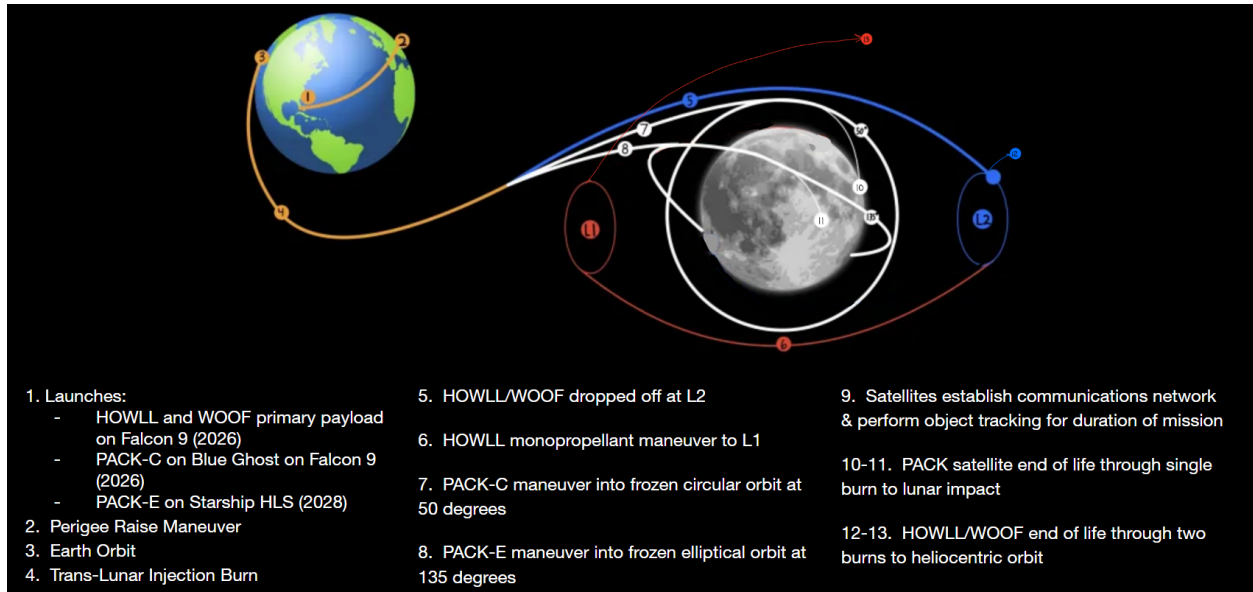 2
3
1
5
7
50°
8
12
13
10
4
135°
11
L1
L2
6
1. Launches:
- HOWLL and WOOF primary payload
on Falcon 9 (2026)
- PACK-C on Blue Ghost on Falcon 9
(2026)
- PACK-E on Starship HLS (2028)
2. Perigee Raise Maneuver
3. Earth Orbit
4. Trans-Lunar Injection Burn
5. HOWLL/WOOF dropped off at L2
6. HOWLL monopropellant maneuver to L1
7. PACK-C maneuver into frozen circular orbit at
50 degrees
8. PACK-E maneuver into frozen elliptical orbit at
135 degrees
9. Satellites establish communications network
& perform object tracking for duration of mission
10-11. PACK satellite end of life through single
burn to lunar impact
12-13. HOWLL/WOOF end of life through two
burns to heliocentric orbit